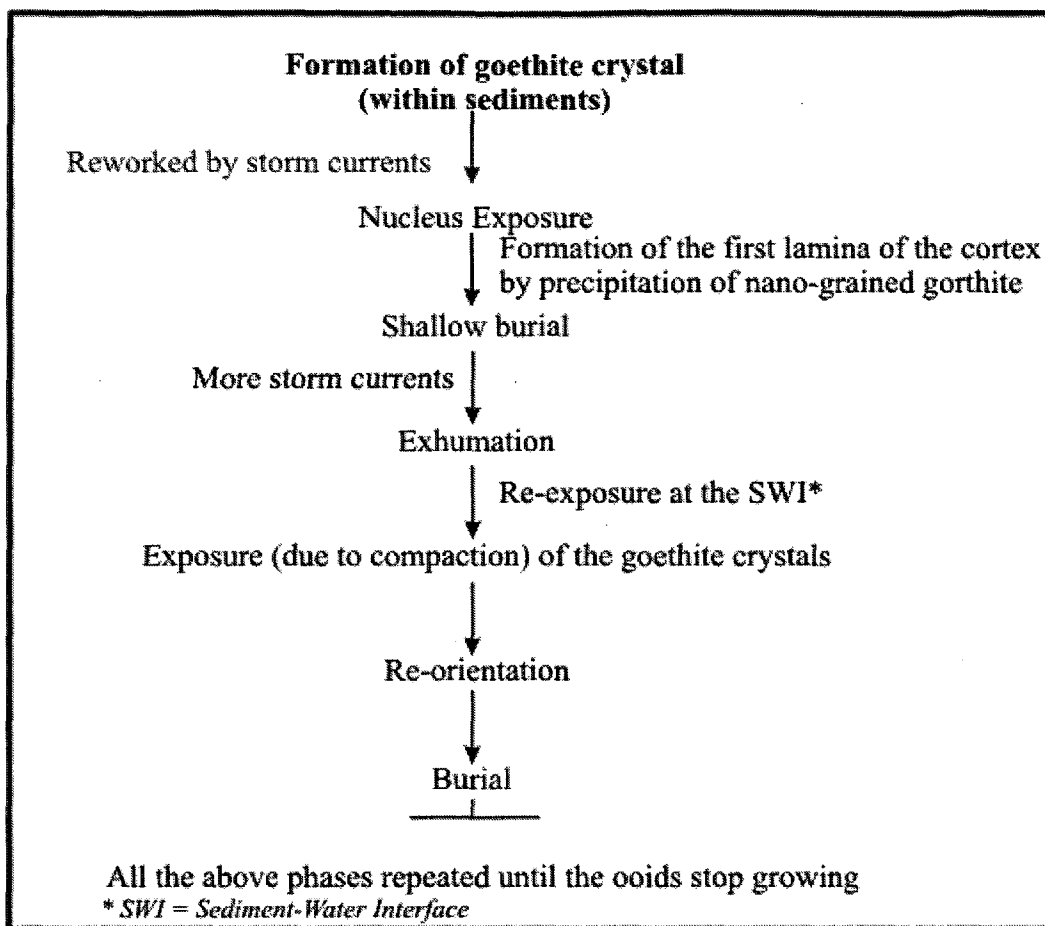 Formation of goethite crystal
(within sediments)
Reworked by storm currents
Nucleus Exposure
Formation of the first lamina of the cortex
by precipitation of nano-grained gorthite
Shallow burial
More storm currents
Exhumation
Re-exposure at the SWI*
Exposure (due to compaction) of the goethite crystals
Re-orientation
Burial
All the above phases repeated until the ooids stop growing
* SWI = Sediment-Water Interface